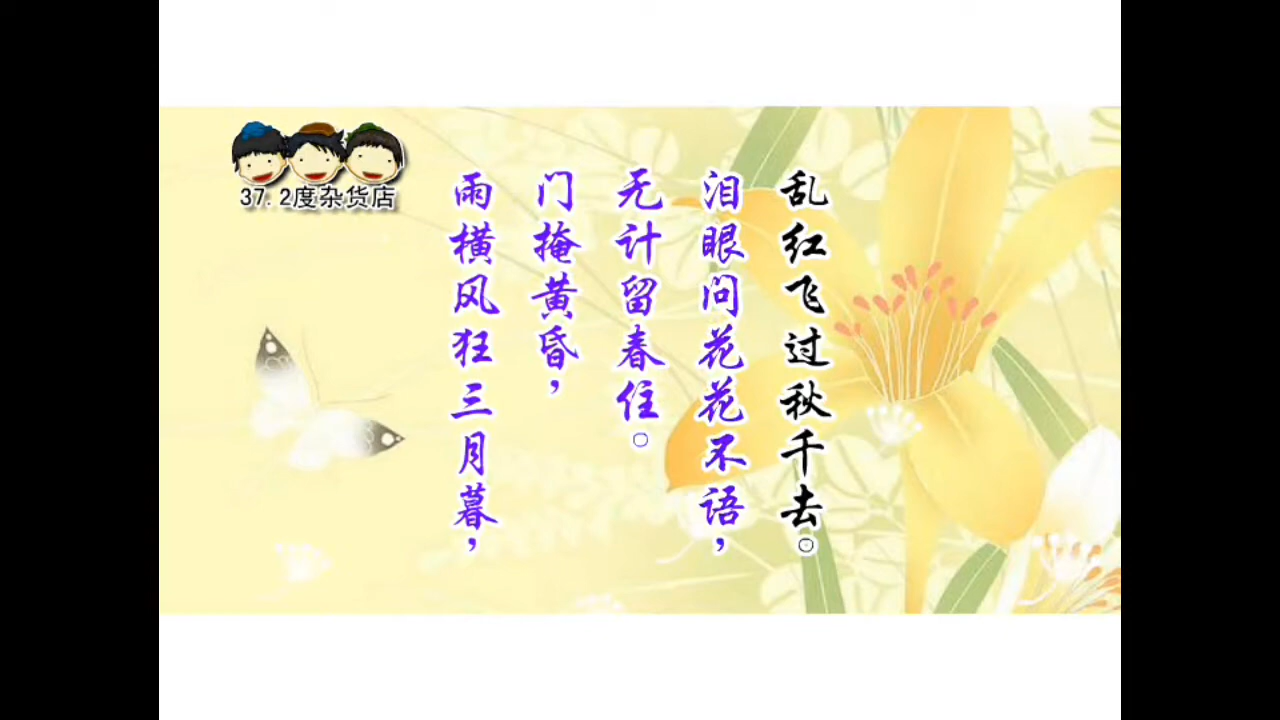 37.2度杂货店
雨横风狂三月暮，
门掩黄昏，
无计留春住。
泪眼问花花不语，
乱红飞过秋千去。